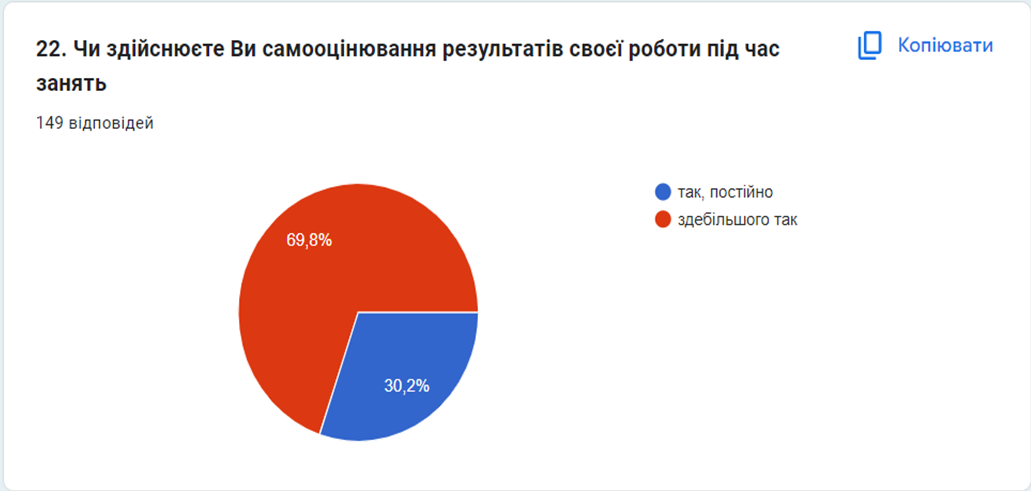 22. Чи здійснюєте Ви самооцінювання результатів своєї роботи під час
занять
Копіювати
149 відповідей
так, постійно
здебільшого так
69,8%
30,2%